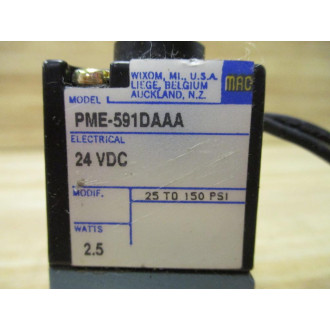 WIXOM, MI., U.S.A.
LIEGE, BELGIUM
AUCKLAND, N.Z.
MAC
MODEL
PME-591DAAA
ELECTRICAL
24 VDC
MODIF.
25 TO 150 PSI
WATTS
2.5